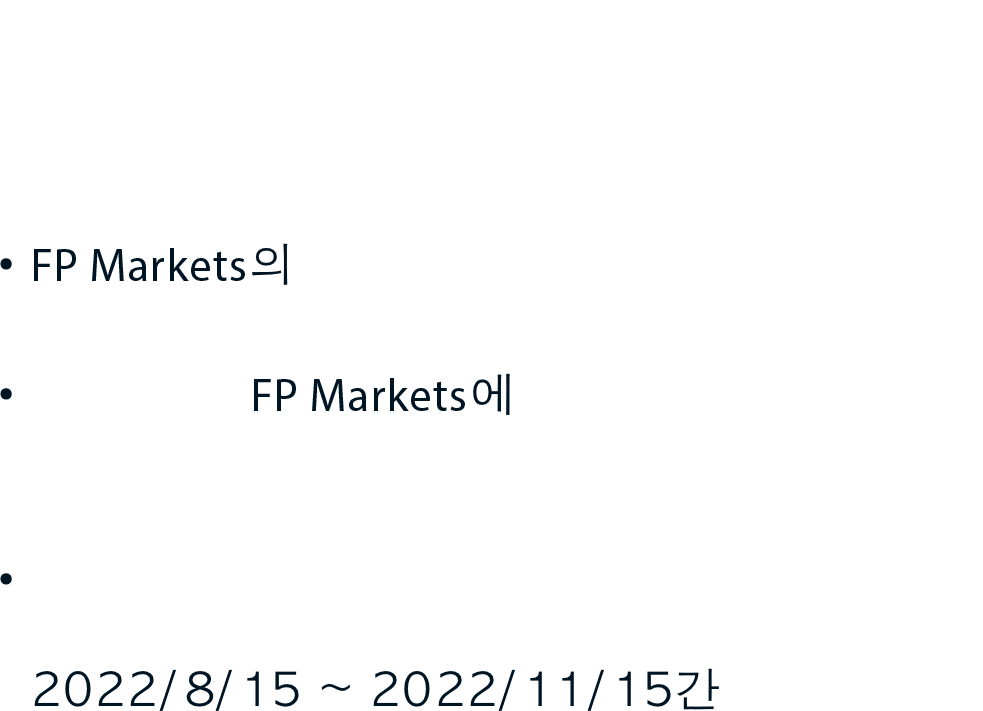 • FP Markets의
• FP Markets에
•
2022/8/15 ~ 2022/11/15간